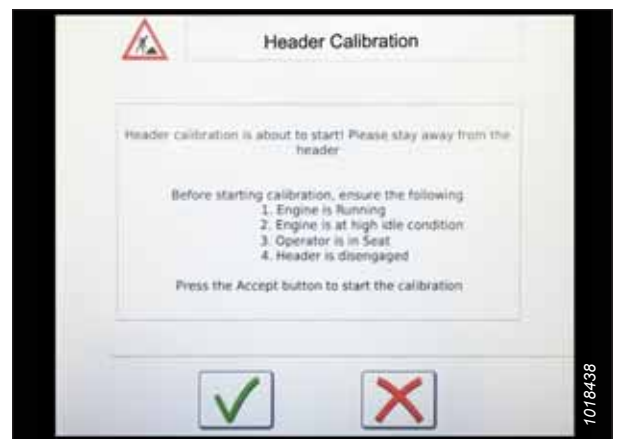 Header Calibration
Header calibration is about to start! Please stay away from the
header
Before starting calibration, ensure the following
1. Engine is Running
2. Engine is at high idle condition
3. Operator is in Seat
4. Header is disengaged
Press the Accept button to start the calibration
1018438